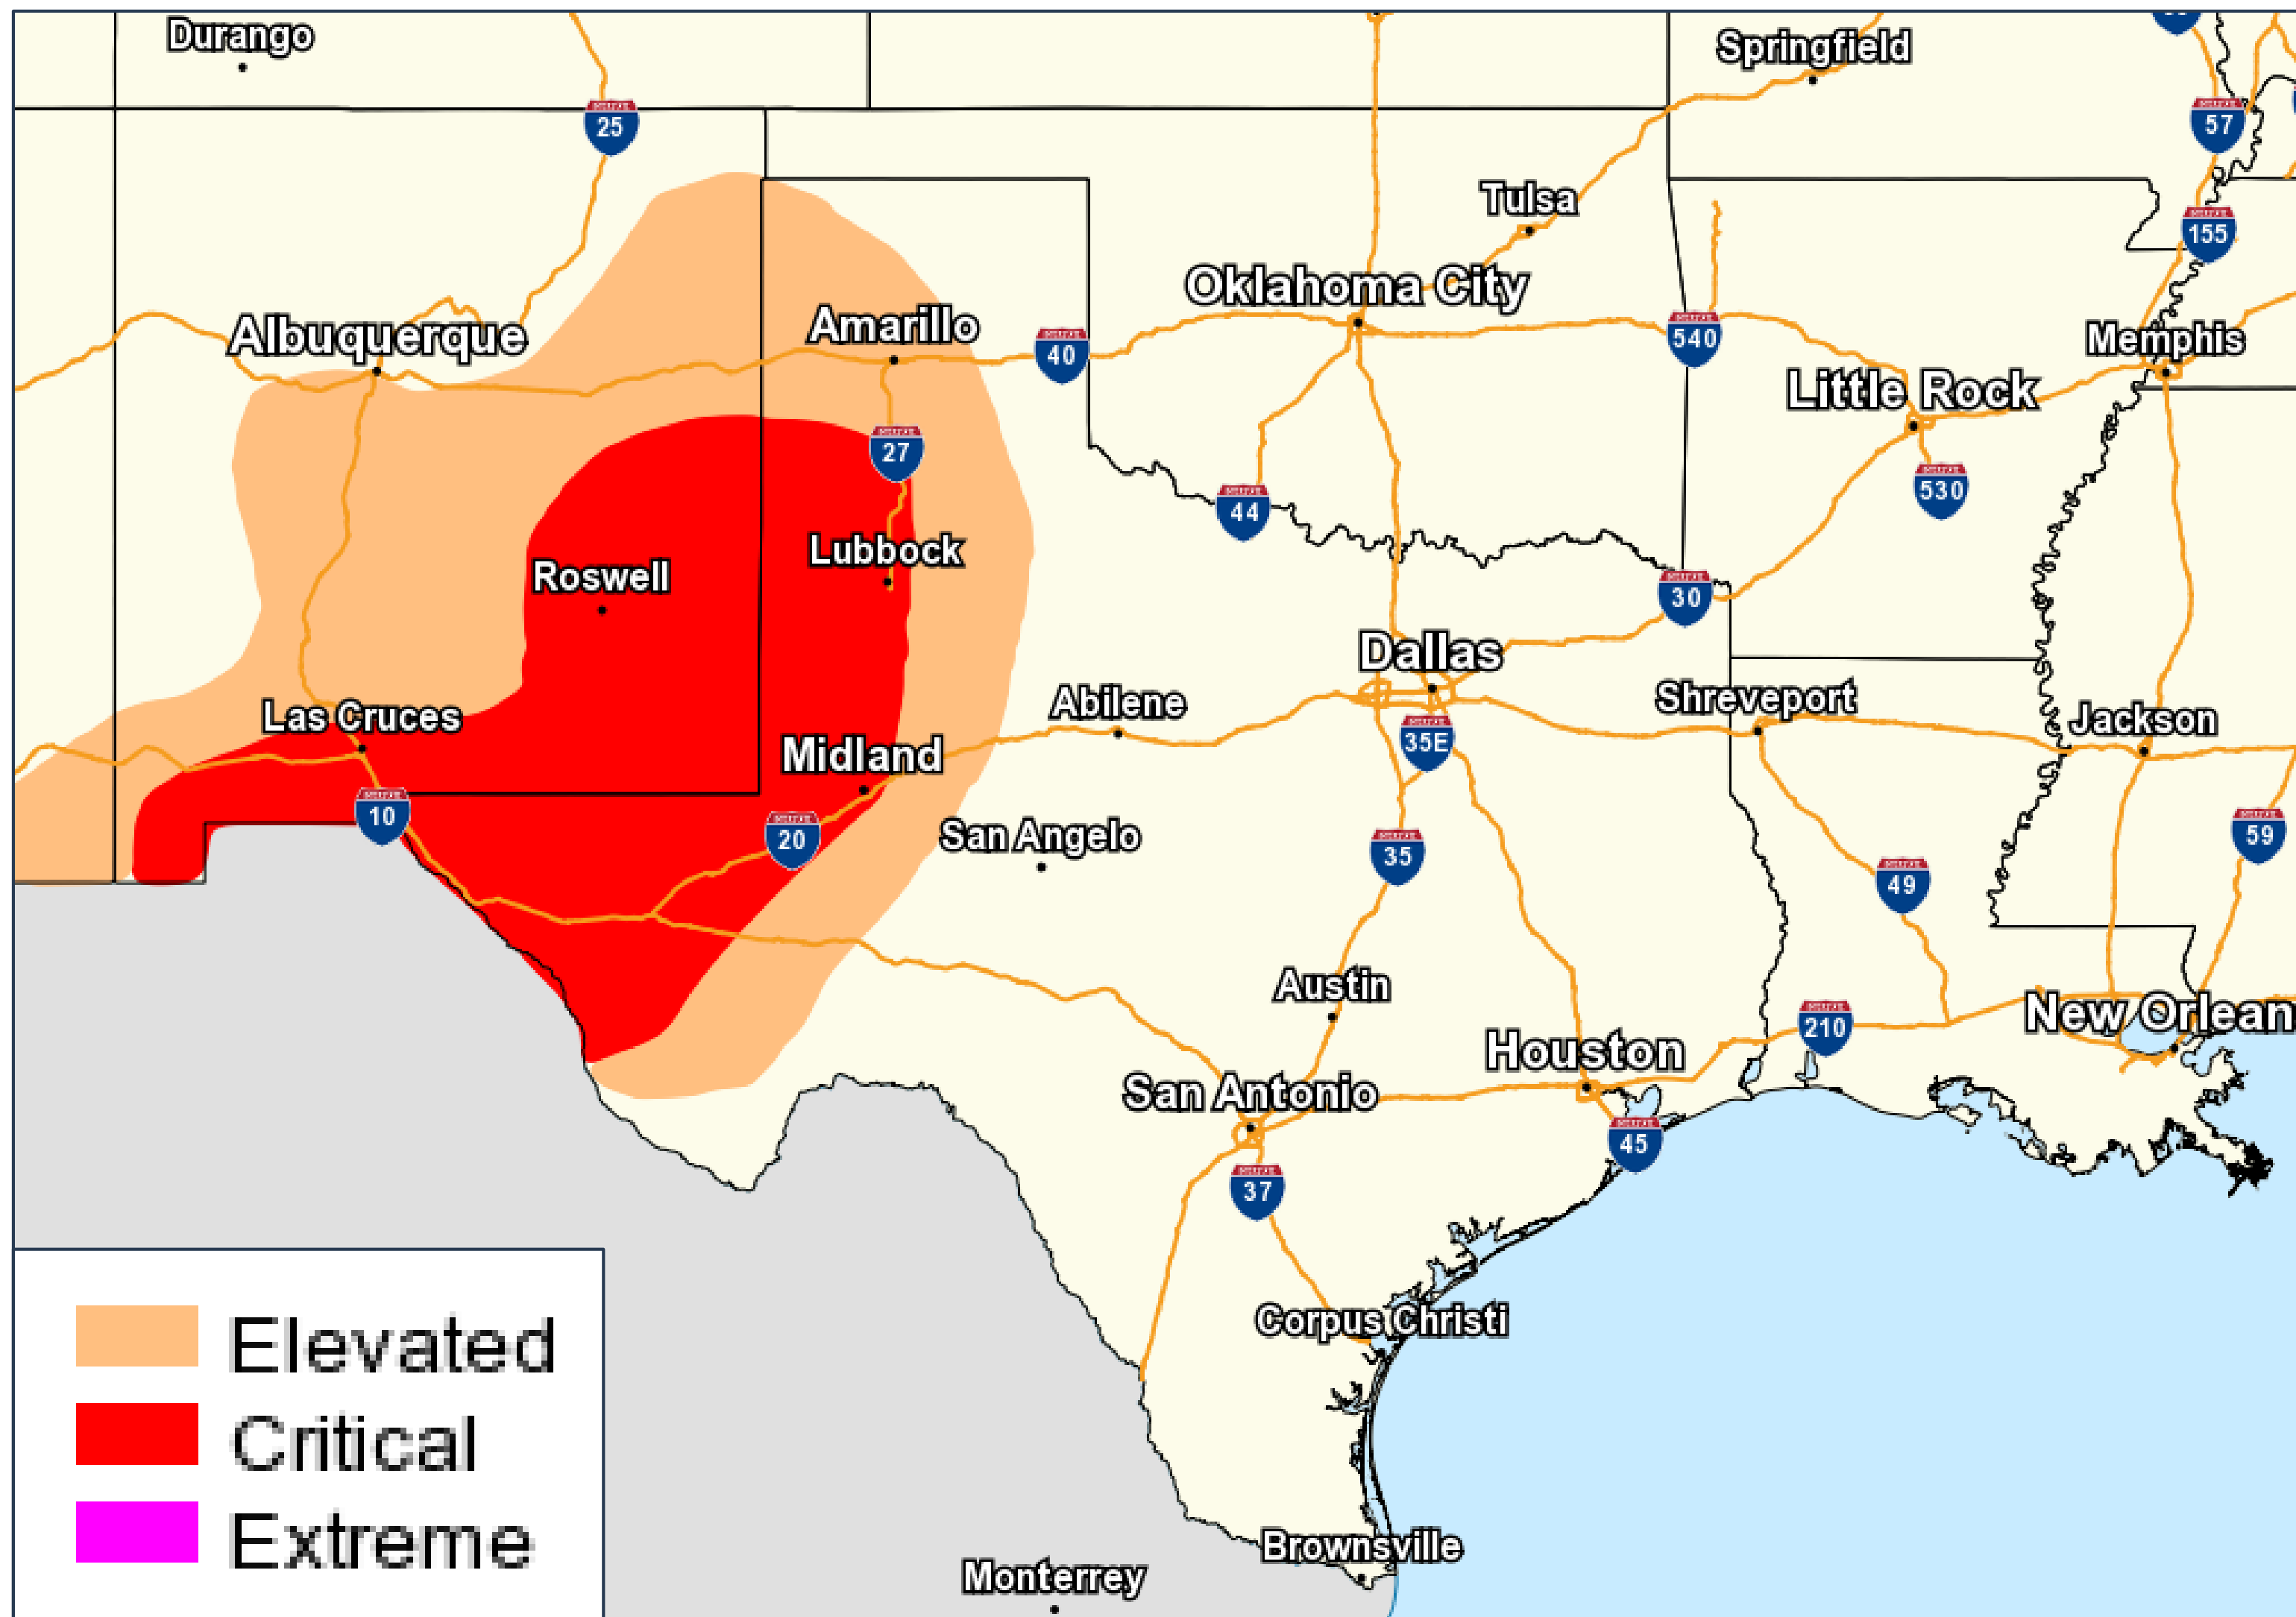 Durango
Springfield
25
57
Tulsa
155
Oklahoma City
Albuquerque
Amarillo
40
540
Memphis
Little Rock
27
44
530
Lubbock
Roswell
30
Dallas
Las Cruces
Abilene
Shreveport
Jackson
35E
Midland
10
20
San Angelo
35
59
49
Austin
New Orlean
210
Houston
San Antonio
45
37
Corpus Christi
Elevated
Critical
Extreme
Brownsville
Monterrey